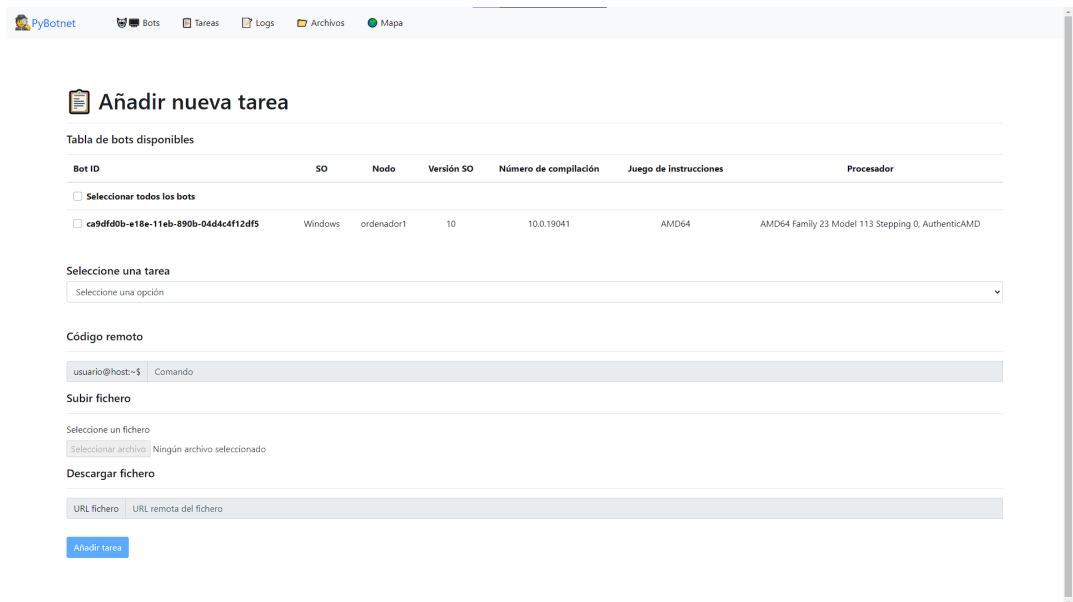 PyBotnet Bots Tareas Logs Archivos Mapa
Añadir nueva tarea
Tabla de bots disponibles
Bot ID SO Nodo Versión SO Número de compilación Juego de instrucciones Procesador
Seleccionar todos los bots
ca9dfd0b-e18e-11eb-890b-04d4c4f12df5 Windows ordenador1 10 10.0.19041 AMD64 AMD64 Family 23 Model 113 Stepping 0, AuthenticAMD
Seleccione una tarea
Seleccione una opción
Código remoto
usuario@host:~$ Comando
Subir fichero
Seleccione un fichero
Seleccionar archivo Ningún archivo seleccionado
Descargar fichero
URL fichero URL remota del fichero
Añadir tarea